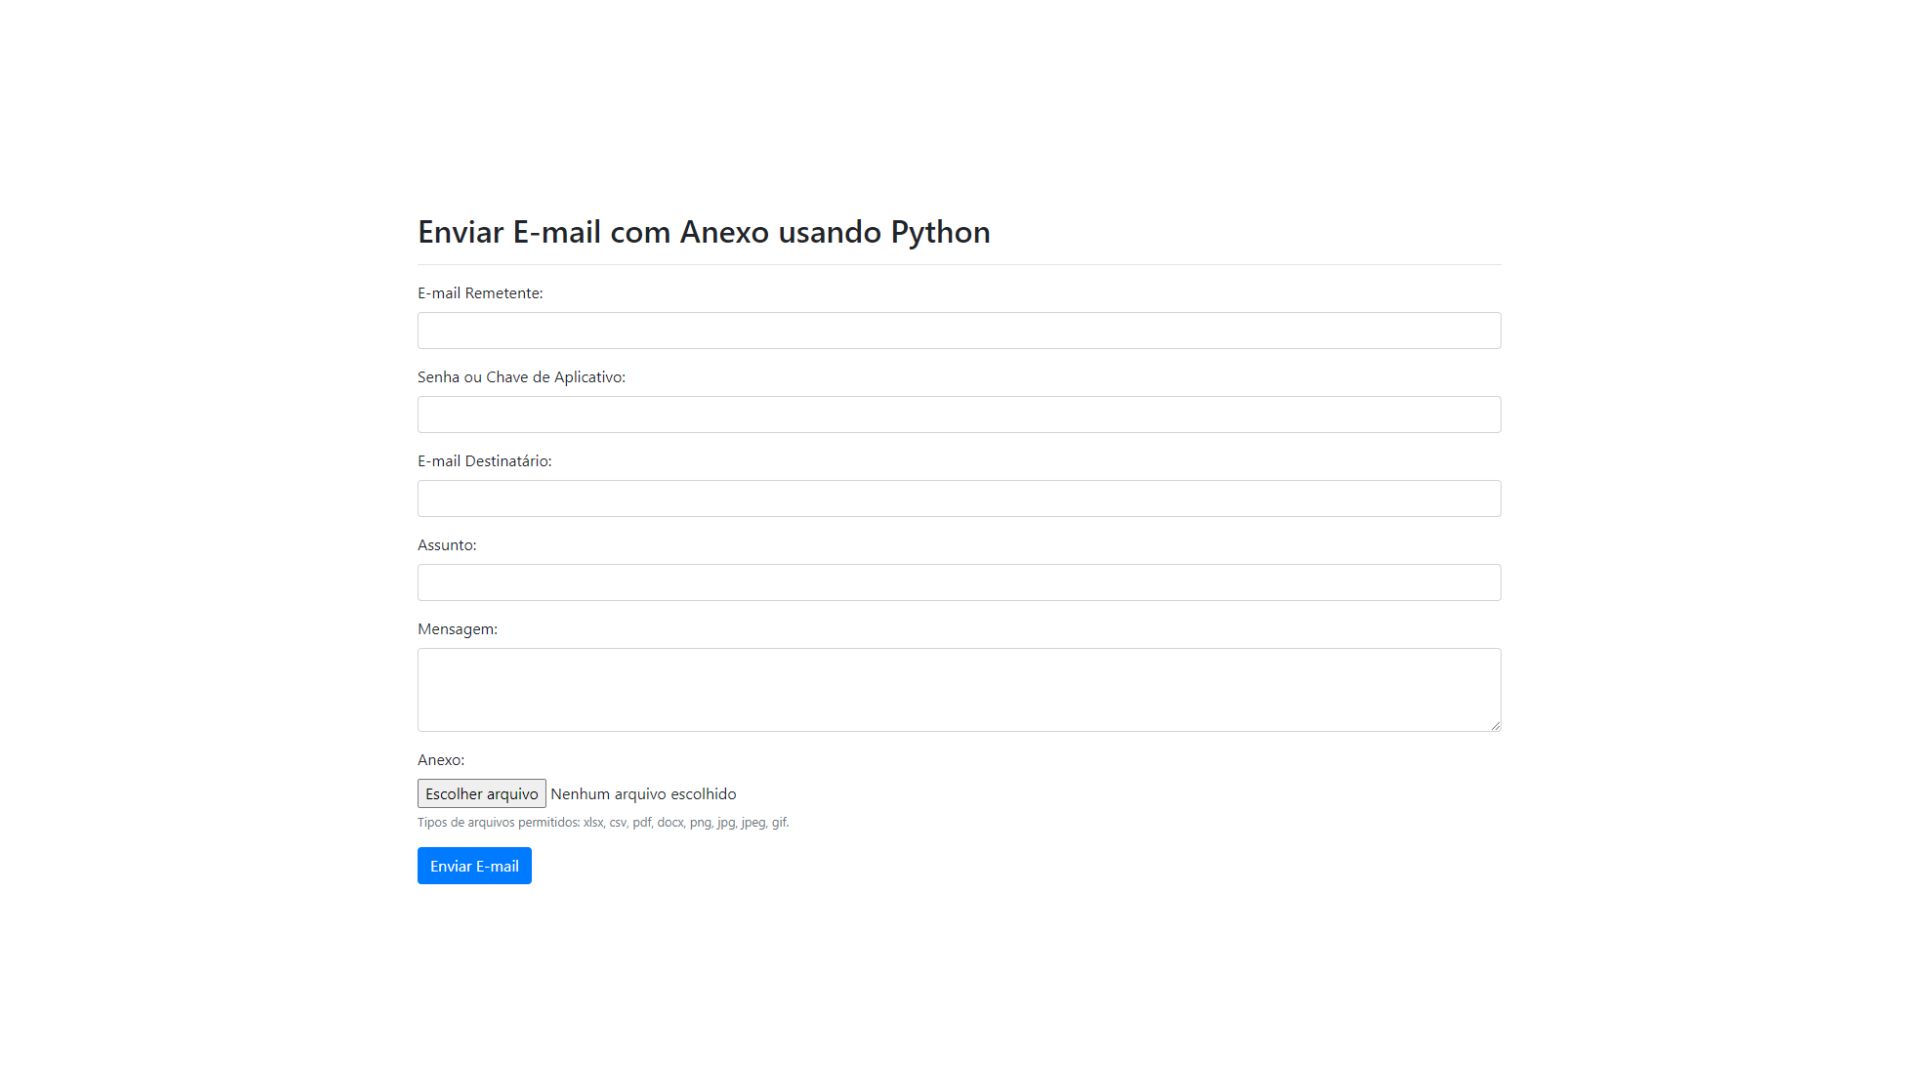 Enviar E-mail com Anexo usando Python
E-mail Remetente:
Senha ou Chave de Aplicativo:
E-mail Destinatário:
Assunto:
Mensagem:
Anexo:
Escolher arquivo Nenhum arquivo escolhido
Tipos de arquivos permitidos: xlsx, csv, pdf, docx, png, jpg, jpeg, gif.
Enviar E-mail